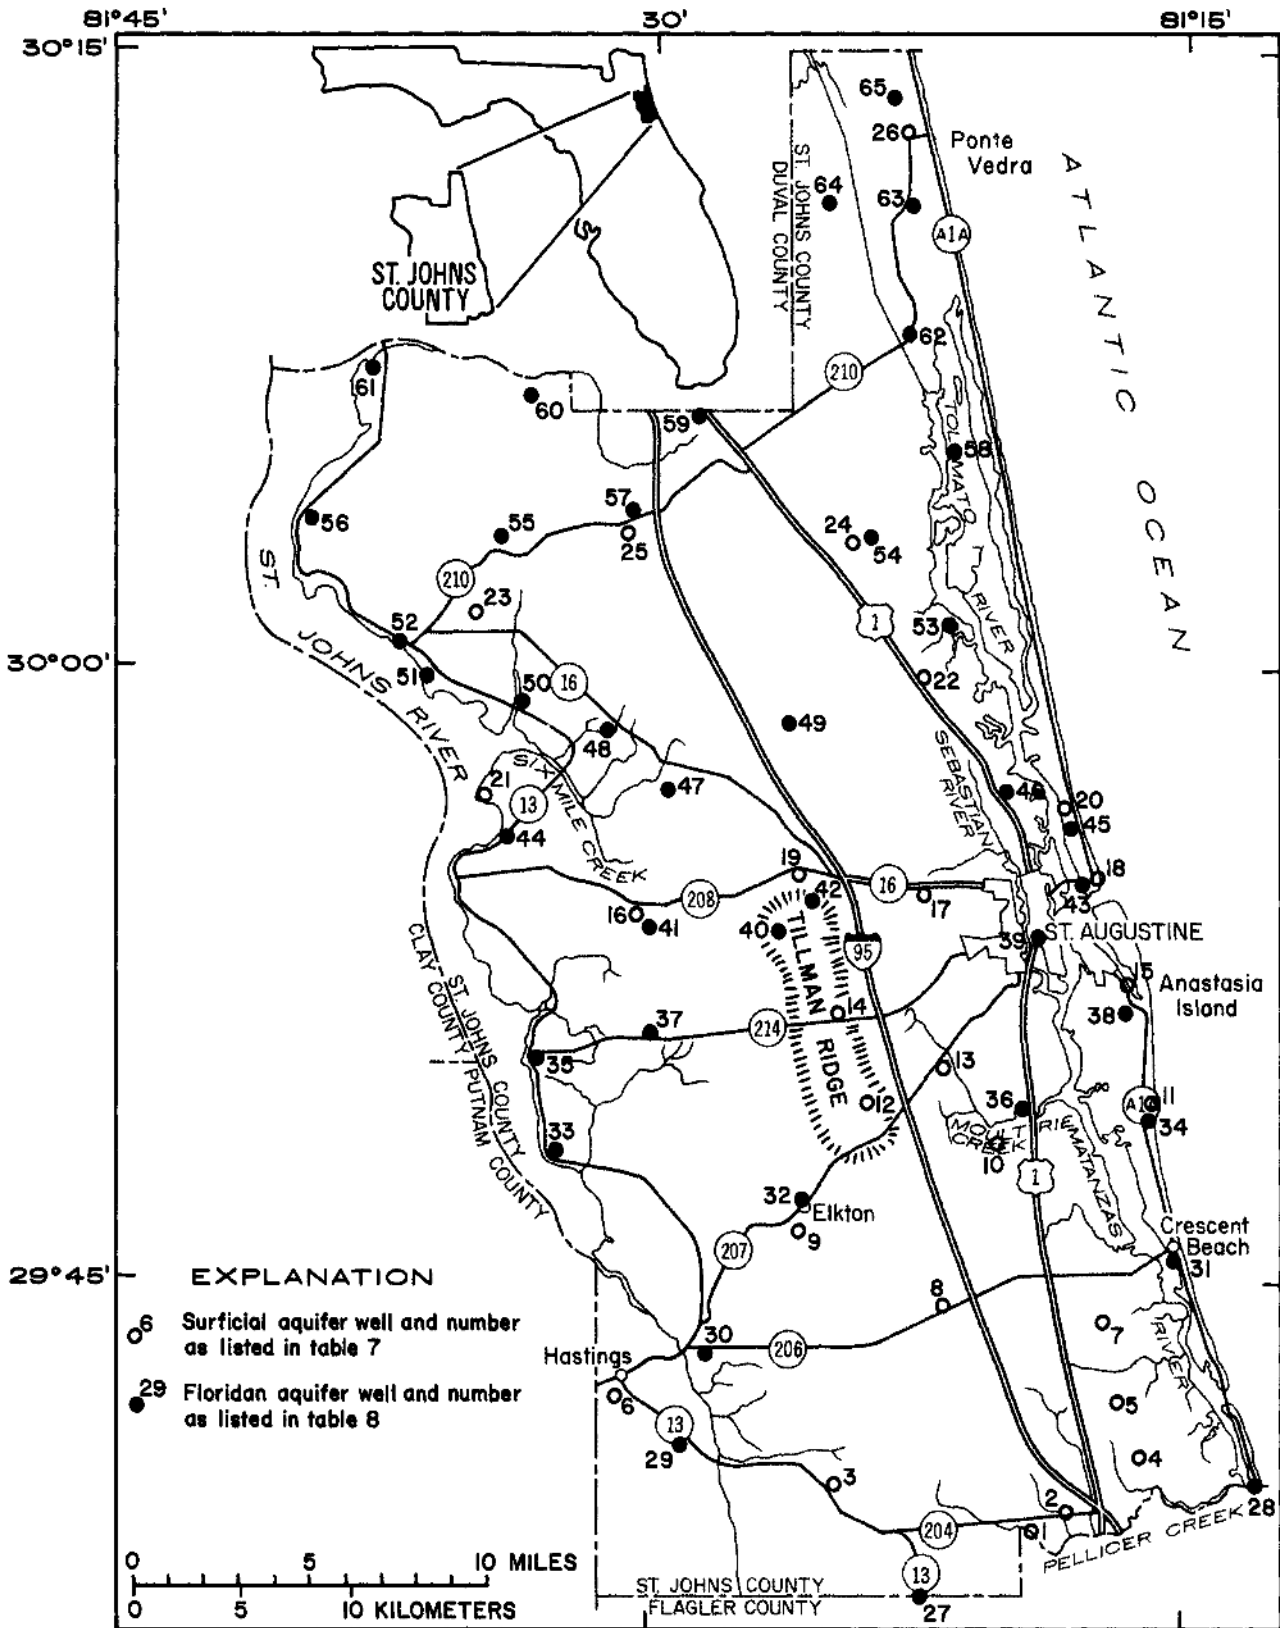 81°45'
30'
81°15'
30°15'
65
26
Ponte
Vedra
ST. JOHNS COUNTY
DUVAL COUNTY
64
63
A1A
ATLANTIC OCEAN
ST. JOHNS
COUNTY
62
210
61
60
59
58
TOLOMATO RIVER
57
56
55
25
24
54
210
23
1
53
52
ST. JOHNS RIVER
30°00'
51
50
16
22
49
48
SEBASTIAN
RIVER
21
SIX MILE CREEK
47
46
13
20
45
44
19
18
16
42
43
208
16
17
41
40
TILLMAN RIDGE
39
ST. AUGUSTINE
95
15
Anastasia
Island
CLAY COUNTY
ST. JOHNS COUNTY
PUTNAM COUNTY
14
38
37
214
35
13
11
12
36
34
MOULTRIE
CREEK
MATANZAS RIVER
33
10
1
32
Elkton
9
207
Crescent
Beach
31
29°45'
EXPLANATION
6
Surficial aquifer well and number
as listed in table 7
29
Floridan aquifer well and number
as listed in table 8
8
7
30
206
Hastings
6
5
13
29
4
3
28
2
204
1
PELLICER CREEK
0
5
10 MILES
0
5
10 KILOMETERS
13
ST. JOHNS COUNTY
FLAGLER COUNTY
27